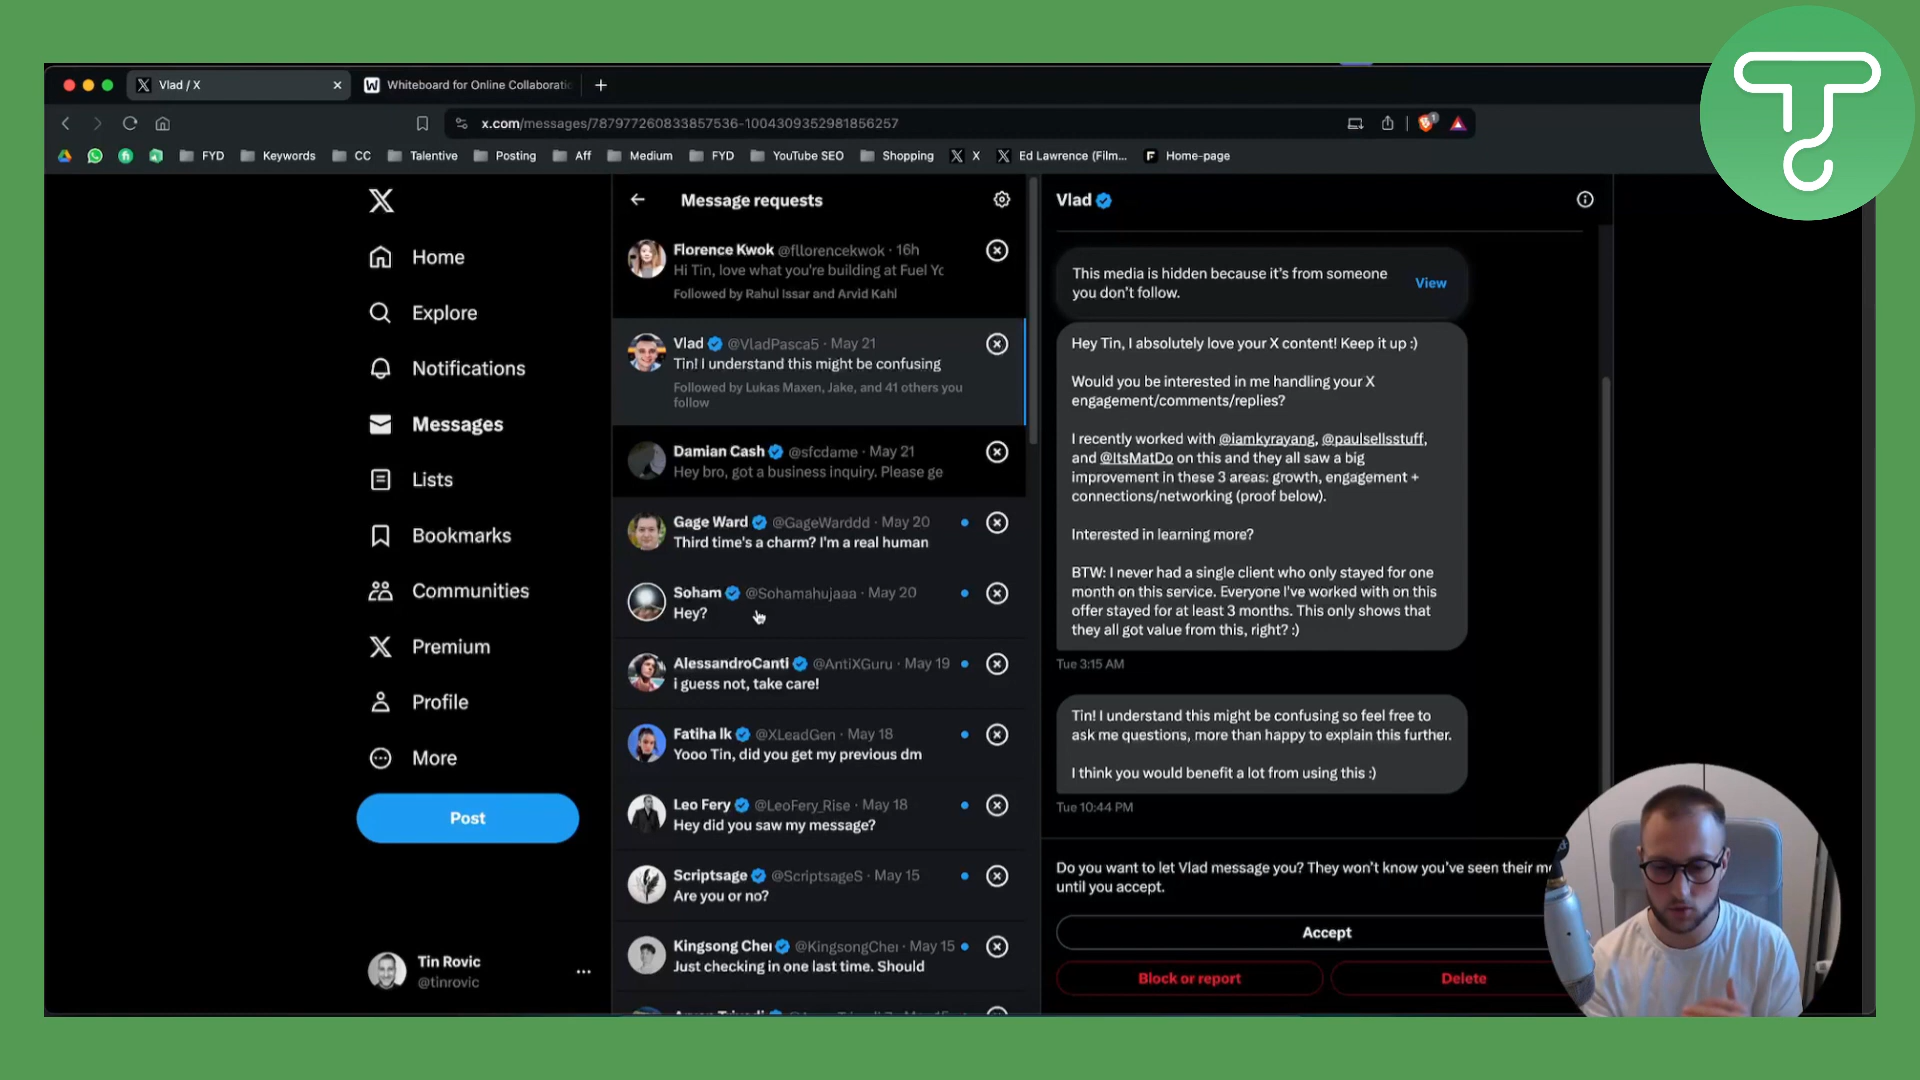 Vlad / X
Whiteboard for Online Collaboratic
x.com/messages/787977260833857536-1004309352981856257
FYD
Keywords
CC
Talentive
Posting
Aff
Medium
FYD
YouTube SEO
Shopping
X
Ed Lawrence (Film...
Home-page
Home
Explore
Notifications
Messages
Lists
Bookmarks
Communities
Premium
Profile
More
Post
Tin Rovic
@tinrovic
Message requests
Florence Kwok @fllorencekwok · 16h
Hi Tin, love what you're building at Fuel Yc
Followed by Rahul Issar and Arvid Kahl
Vlad @VladPasca5 · May 21
Tin! I understand this might be confusing
Followed by Lukas Maxen, Jake, and 41 others you
follow
Damian Cash @sfcdame · May 21
Hey bro, got a business inquiry. Please ge
Gage Ward @GageWarddd · May 20
Third time's a charm? I'm a real human
Soham @Sohamahujaaa · May 20
Hey?
AlessandroCanti @AntiXGuru · May 19
i guess not, take care!
Fatiha lk @XLeadGen · May 18
Yooo Tin, did you get my previous dm
Leo Fery @LeoFery_Rise · May 18
Hey did you saw my message?
Scriptsage @ScriptsageS · May 15
Are you or no?
Kingsong Cher @KingsongCher · May 15
Just checking in one last time. Should
Vlad
This media is hidden because it's from someone
you don't follow.
View
Hey Tin, I absolutely love your X content! Keep it up :)
Would you be interested in me handling your X
engagement/comments/replies?
I recently worked with @iamkyrayang, @paulsellsstuff,
and @ItsMatDo on this and they all saw a big
improvement in these 3 areas: growth, engagement +
connections/networking (proof below).
Interested in learning more?
BTW: I never had a single client who only stayed for one
month on this service. Everyone I've worked with on this
offer stayed for at least 3 months. This only shows that
they all got value from this, right? :)
Tue 3:15 AM
Tin! I understand this might be confusing so feel free to
ask me questions, more than happy to explain this further.
I think you would benefit a lot from using this :)
Tue 10:44 PM
Do you want to let Vlad message you? They won't know you've seen their me
until you accept.
Accept
Block or report
Delete